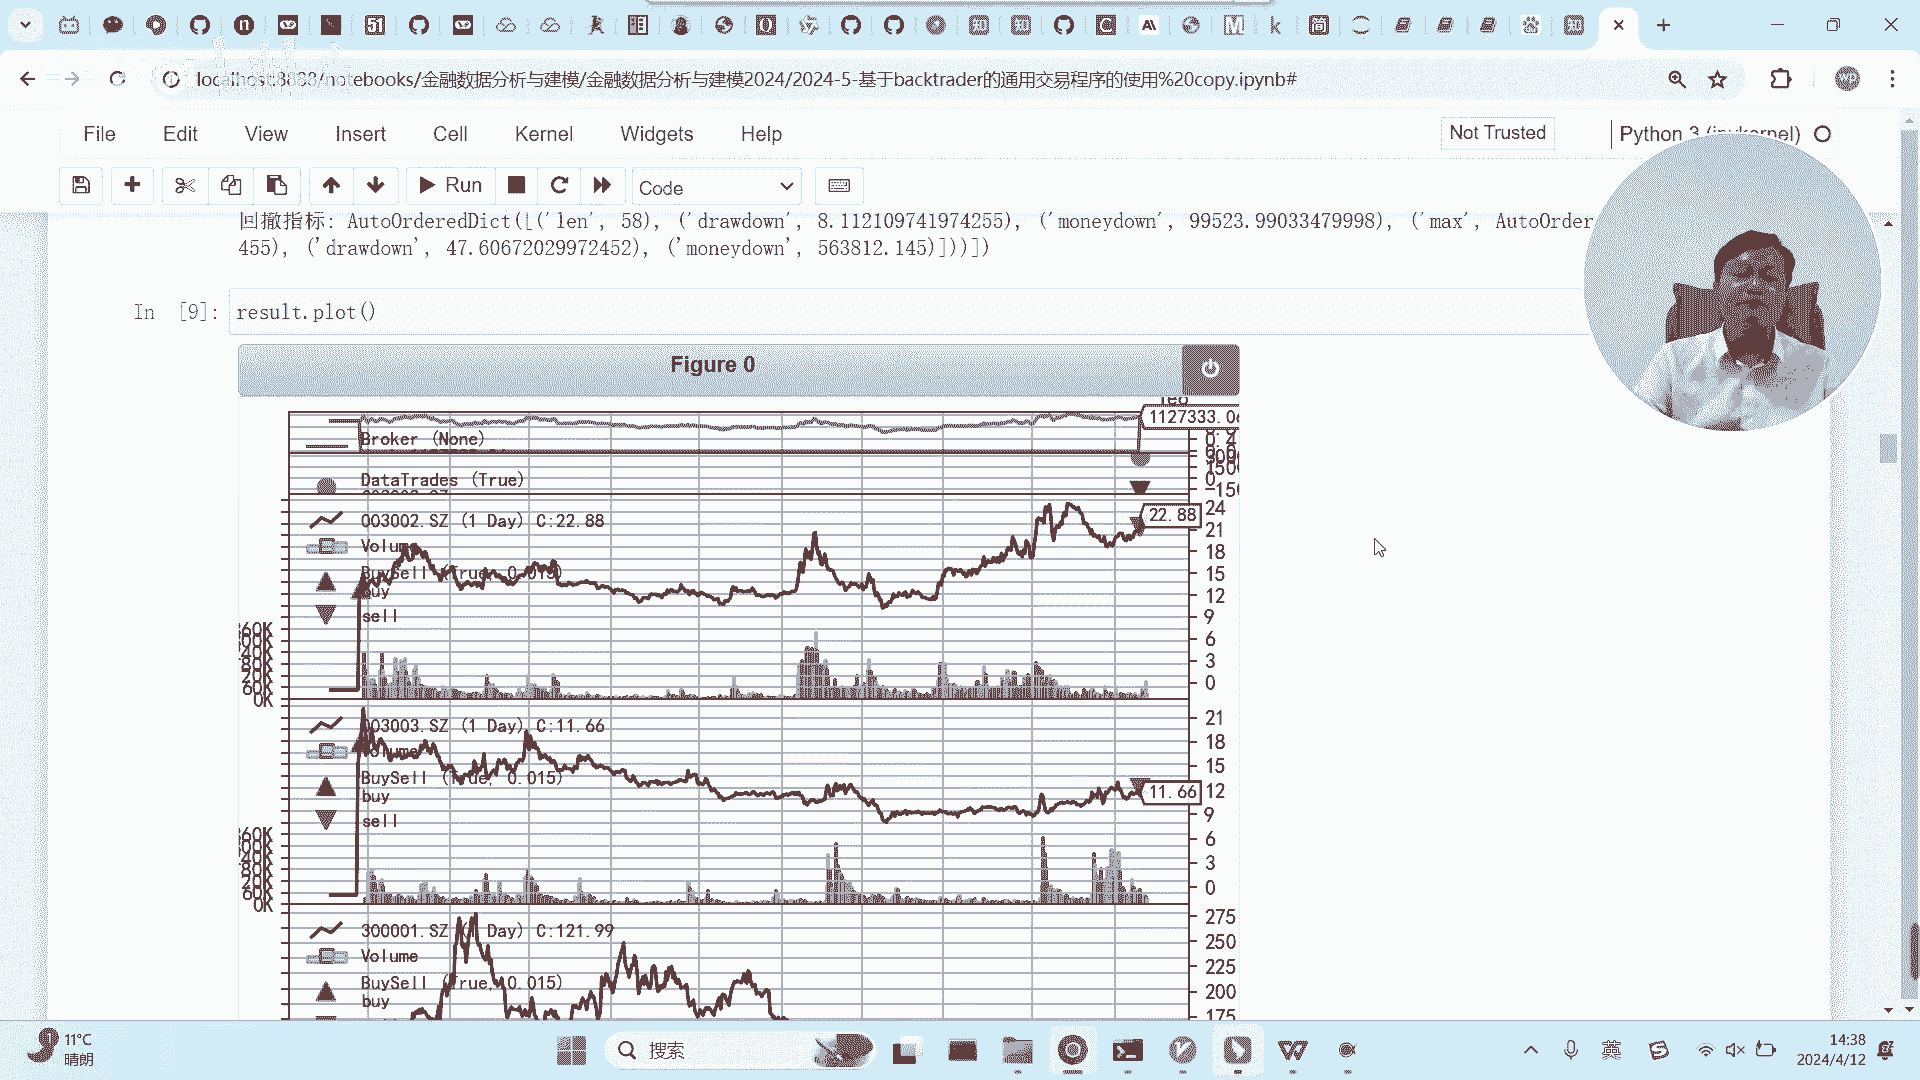 localhost:8888/notebooks/金融数据分析与建模/金融数据分析与建模2024/2024-5-基于backtrader的通用交易程序的使用%20copy.ipynb#
File Edit View Insert Cell Kernel Widgets Help
Not Trusted
Python 3 (ipykernel)
Run
Code
回撤指标: AutoOrderedDict([('len', 58), ('drawdown', 8.112109741974255), ('moneydown', 99523.99033479998), ('max', AutoOrder
455), ('drawdown', 47.60672029972452), ('moneydown', 563812.145)]))])
In [9]: result.plot()
Figure 0
Broker (None)
DataTrades (True)
003002.SZ (1 Day) C:22.88
Volume
BuySell (True, 0.015)
buy
sell
22.88
24
21
18
15
12
9
6
3
0
003003.SZ (1 Day) C:11.66
Volume
BuySell (True, 0.015)
buy
sell
11.66
21
18
15
12
9
6
3
0
300001.SZ (1 Day) C:121.99
Volume
BuySell (True, 0.015)
buy
275
250
225
200
175
11°C
晴朗
搜索
英
14:38
2024/4/12